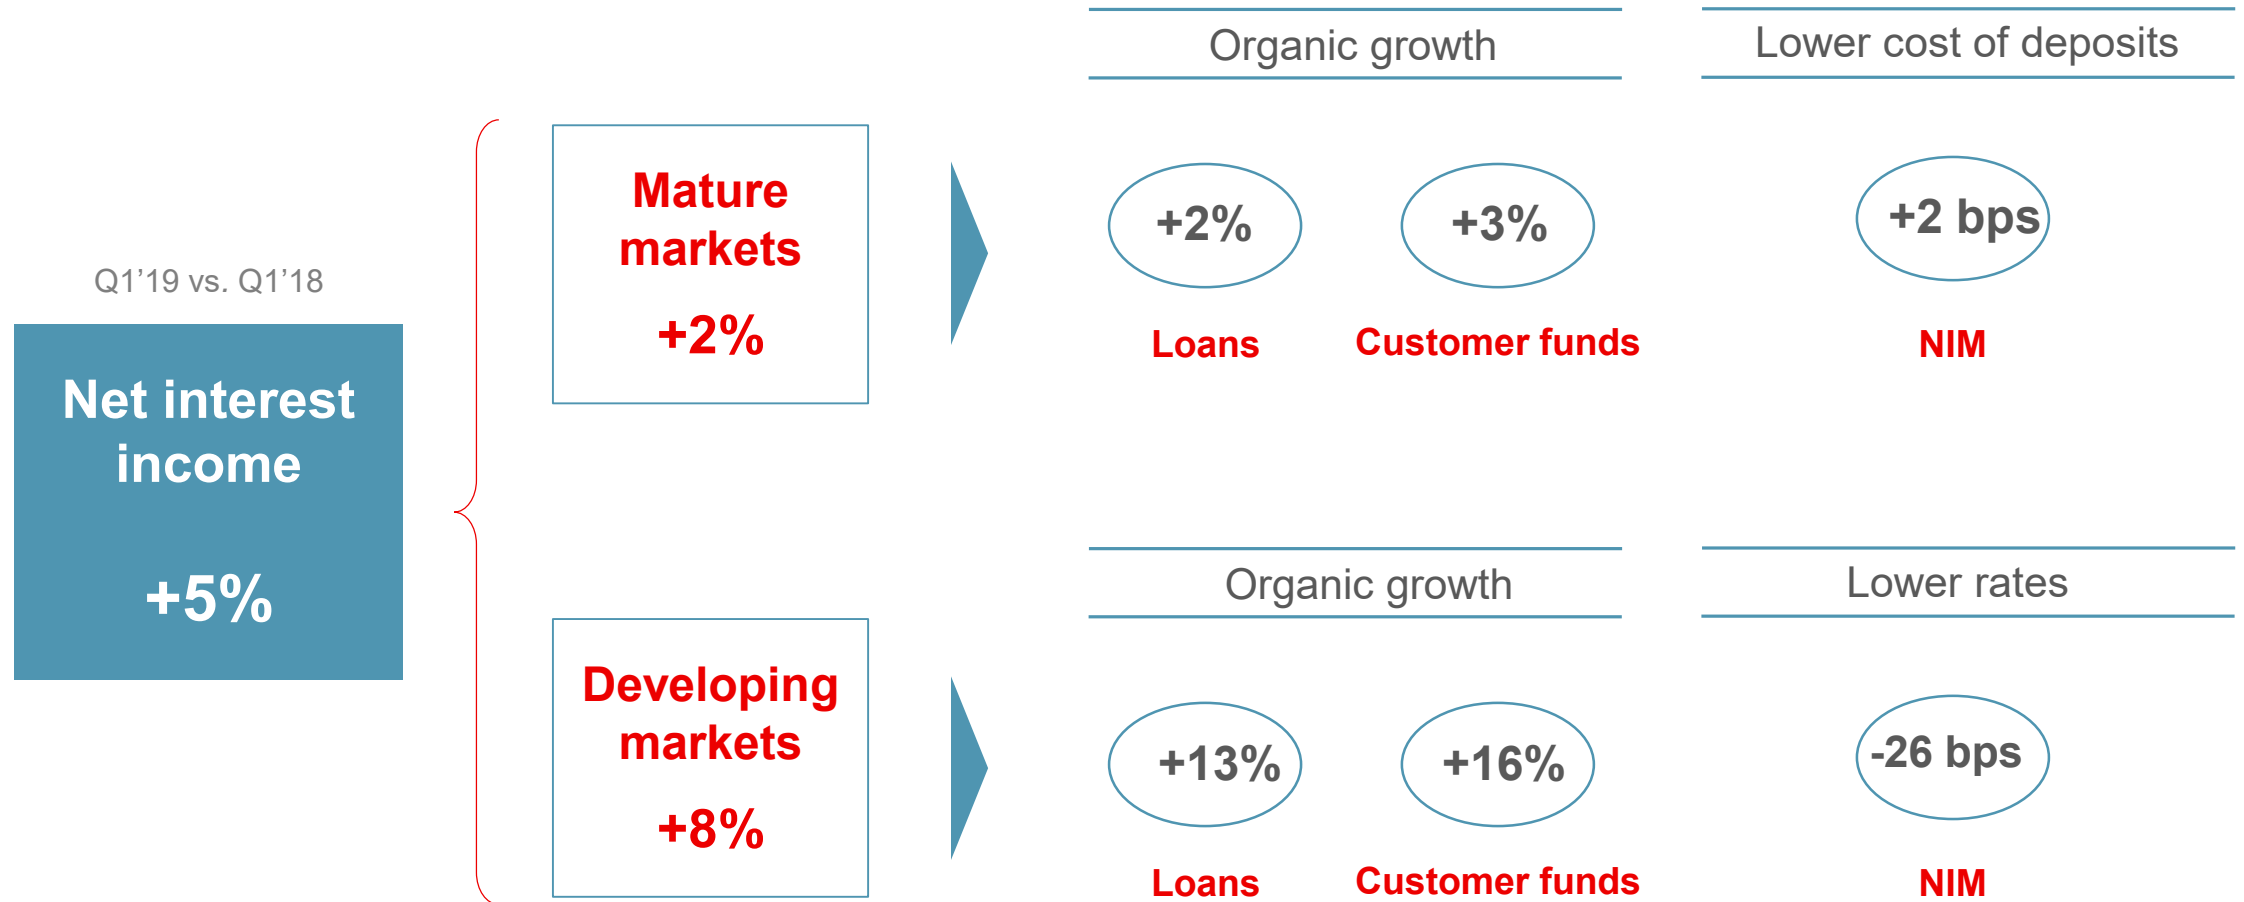 Q1’19 vs. Q1’18
Net interest
income
+5%
Mature
markets
+2%
Organic growth
Lower cost of deposits
+2%
+3%
+2 bps
Loans
Customer funds
NIM
Developing
markets
+8%
Organic growth
Lower rates
+13%
+16%
-26 bps
Loans
Customer funds
NIM